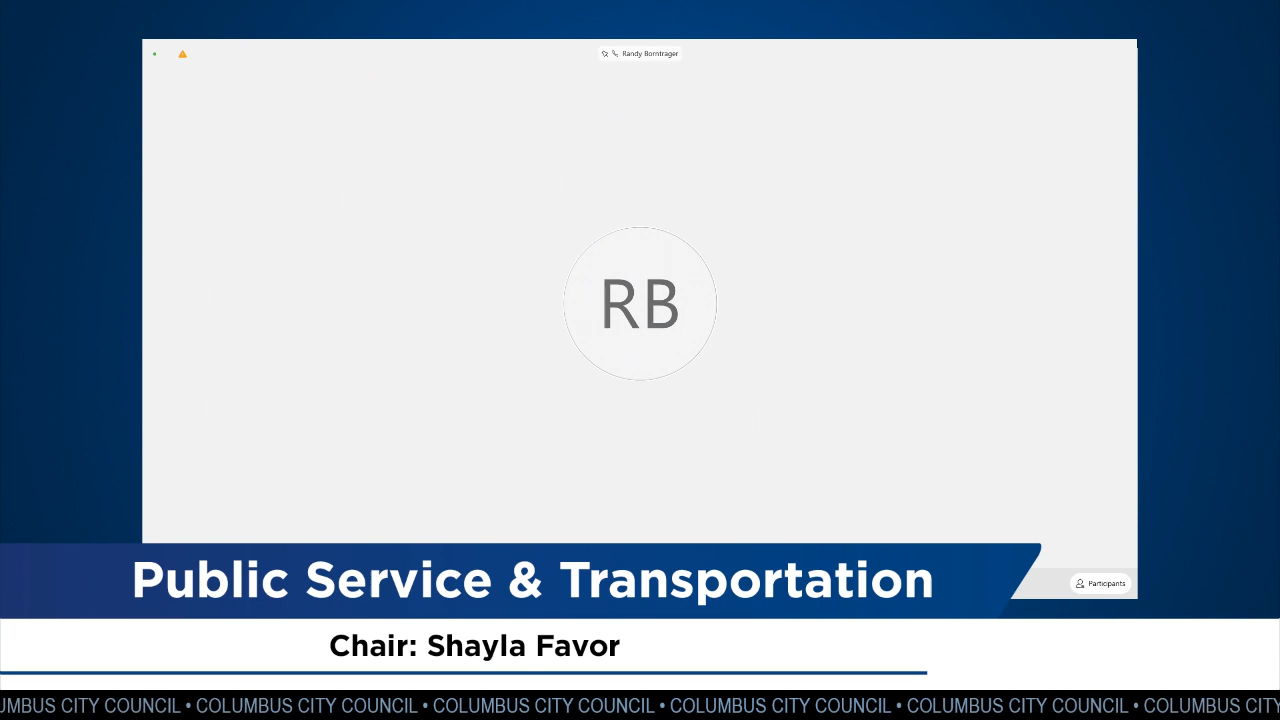 Randy Borntrager
RB
Participants
Public Service & Transportation
Chair: Shayla Favor
UMBUS CITY COUNCIL • COLUMBUS CITY COUNCIL • COLUMBUS CITY COUNCIL • COLUMBUS CITY COUNCIL • COLUMBUS CITY COUNCIL • COLUMBUS CITY